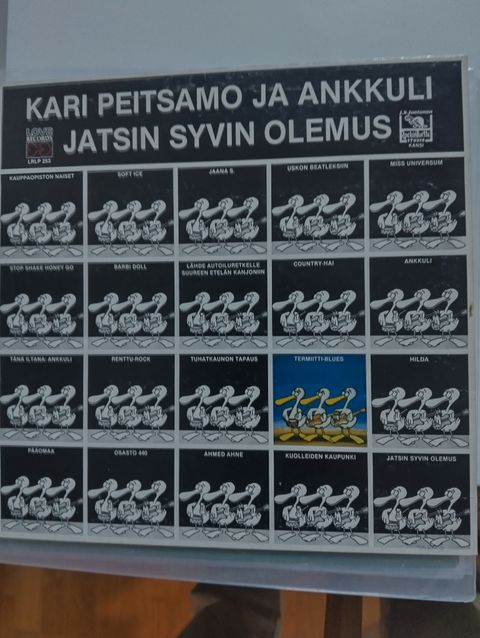 KARI PEITSAMO JA ANKKULI
JATSIN SYVIN OLEMUS
LOVE
RECORDS
LRLP 253
KANSI
KAUPPAOPISTON NAISET
SOFT ICE
JAANA S.
USKON BEATLEKSIIN
MISS UNIVERSUM
STOP SHAKE HONEY GO
BARBI DOLL
LÄHDE AUTOILURETKELLE
SUUREEN ETELÄN KANJONIIN
COUNTRY-HAI
ANKKULI
TÄNÄ ILTANA: ANKKULI
RENTTU-ROCK
TUHATKAUNON TAPAUS
TERMIITTI-BLUES
HILDA
PÄÄOMAA
OSASTO 440
AHMED AHNE
KUOLLEIDEN KAUPUNKI
JATSIN SYVIN OLEMUS